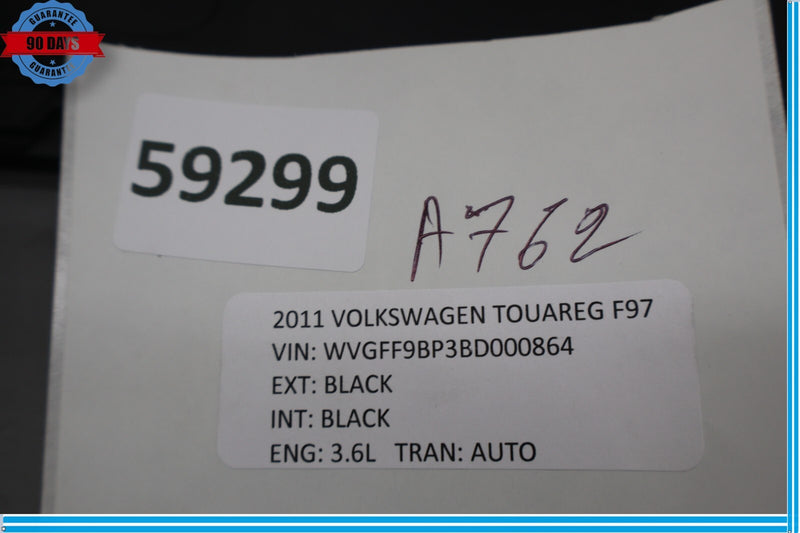 GUARANTEE
90 DAYS
GUARANTEE
59299
A762
2011 VOLKSWAGEN TOUAREG F97
VIN: WVGFF9BP3BD000864
EXT: BLACK
INT: BLACK
ENG: 3.6L TRAN: AUTO